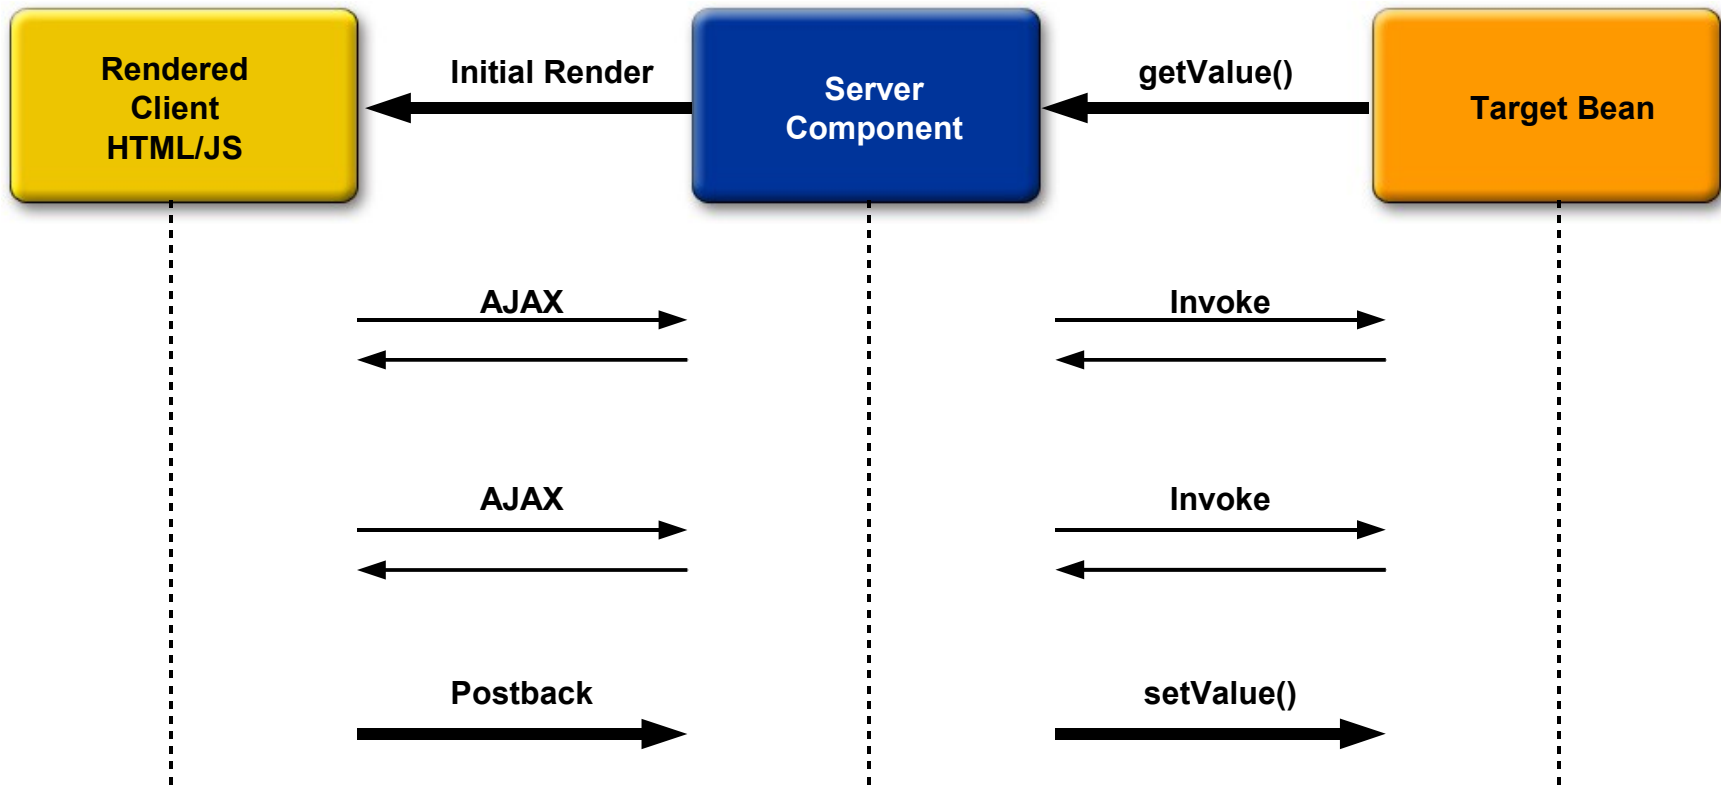 Rendered
Client
HTML/JS
Initial Render
Server
Component
getValue()
Target Bean
AJAX
Invoke
AJAX
Invoke
Postback
setValue()